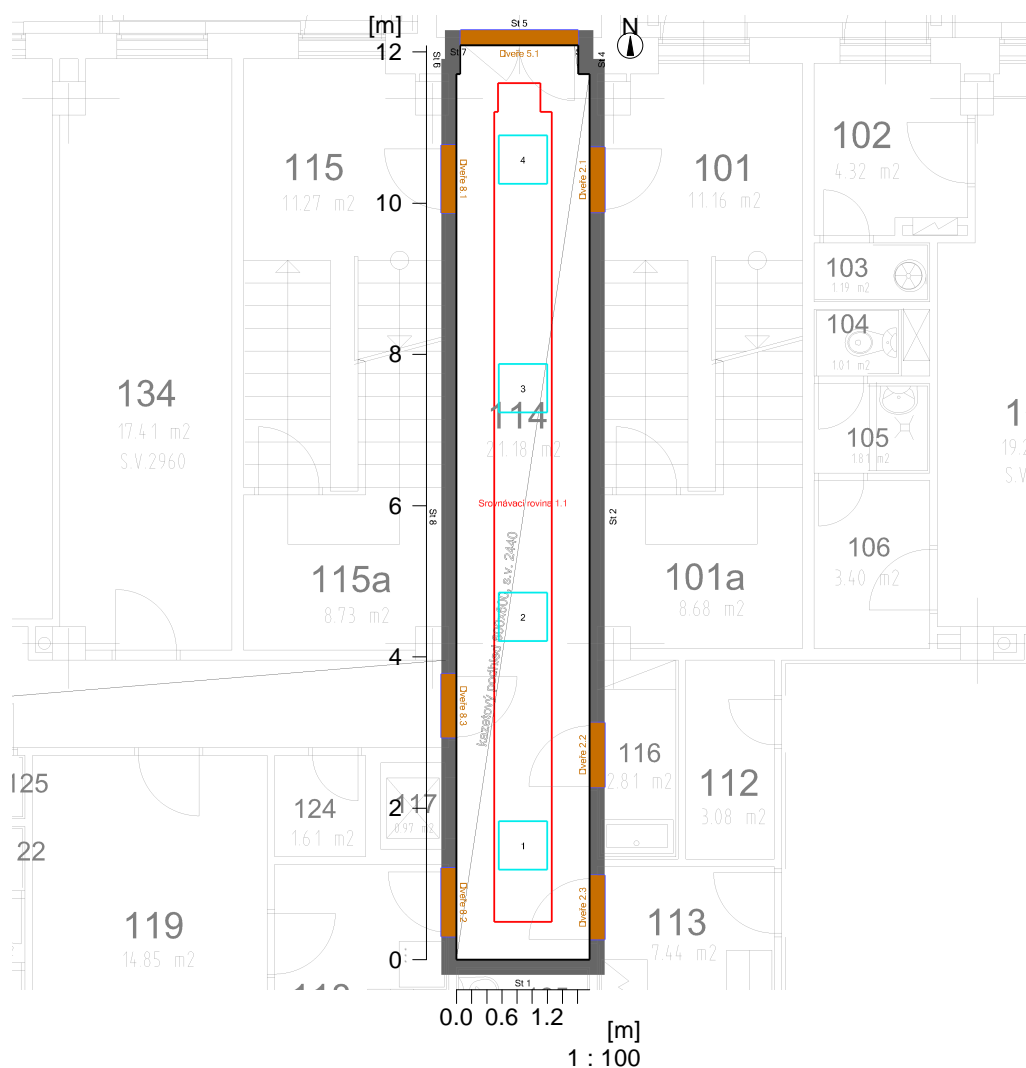 [m]
St 5
N
St 6
St 7
Dveře 5.1
St 4
12
115
11.27 m2
Dveře 8.1
4
Dveře 2.1
101
11.16 m2
102
4.32 m2
10
103
1.19 m2
104
1.01 m2
8
134
17.41 m2
S.V.2960
3
114
21.18 m2
105
1.81 m2
1
19.2
S.V
6
St 8
Srovnávací rovina 1.1
St 2
115a
8.73 m2
kazetový podhled 600x600, s.v. 2440
2
101a
8.68 m2
106
3.40 m2
4
Dveře 8.3
Dveře 2.2
116
2.81 m2
112
3.08 m2
125
124
1.61 m2
117
0.97 m2
2
22
1
119
14.85 m2
Dveře 8.2
Dveře 2.3
113
7.44 m2
0
St 1
0.0 0.6 1.2
[m]
1 : 100